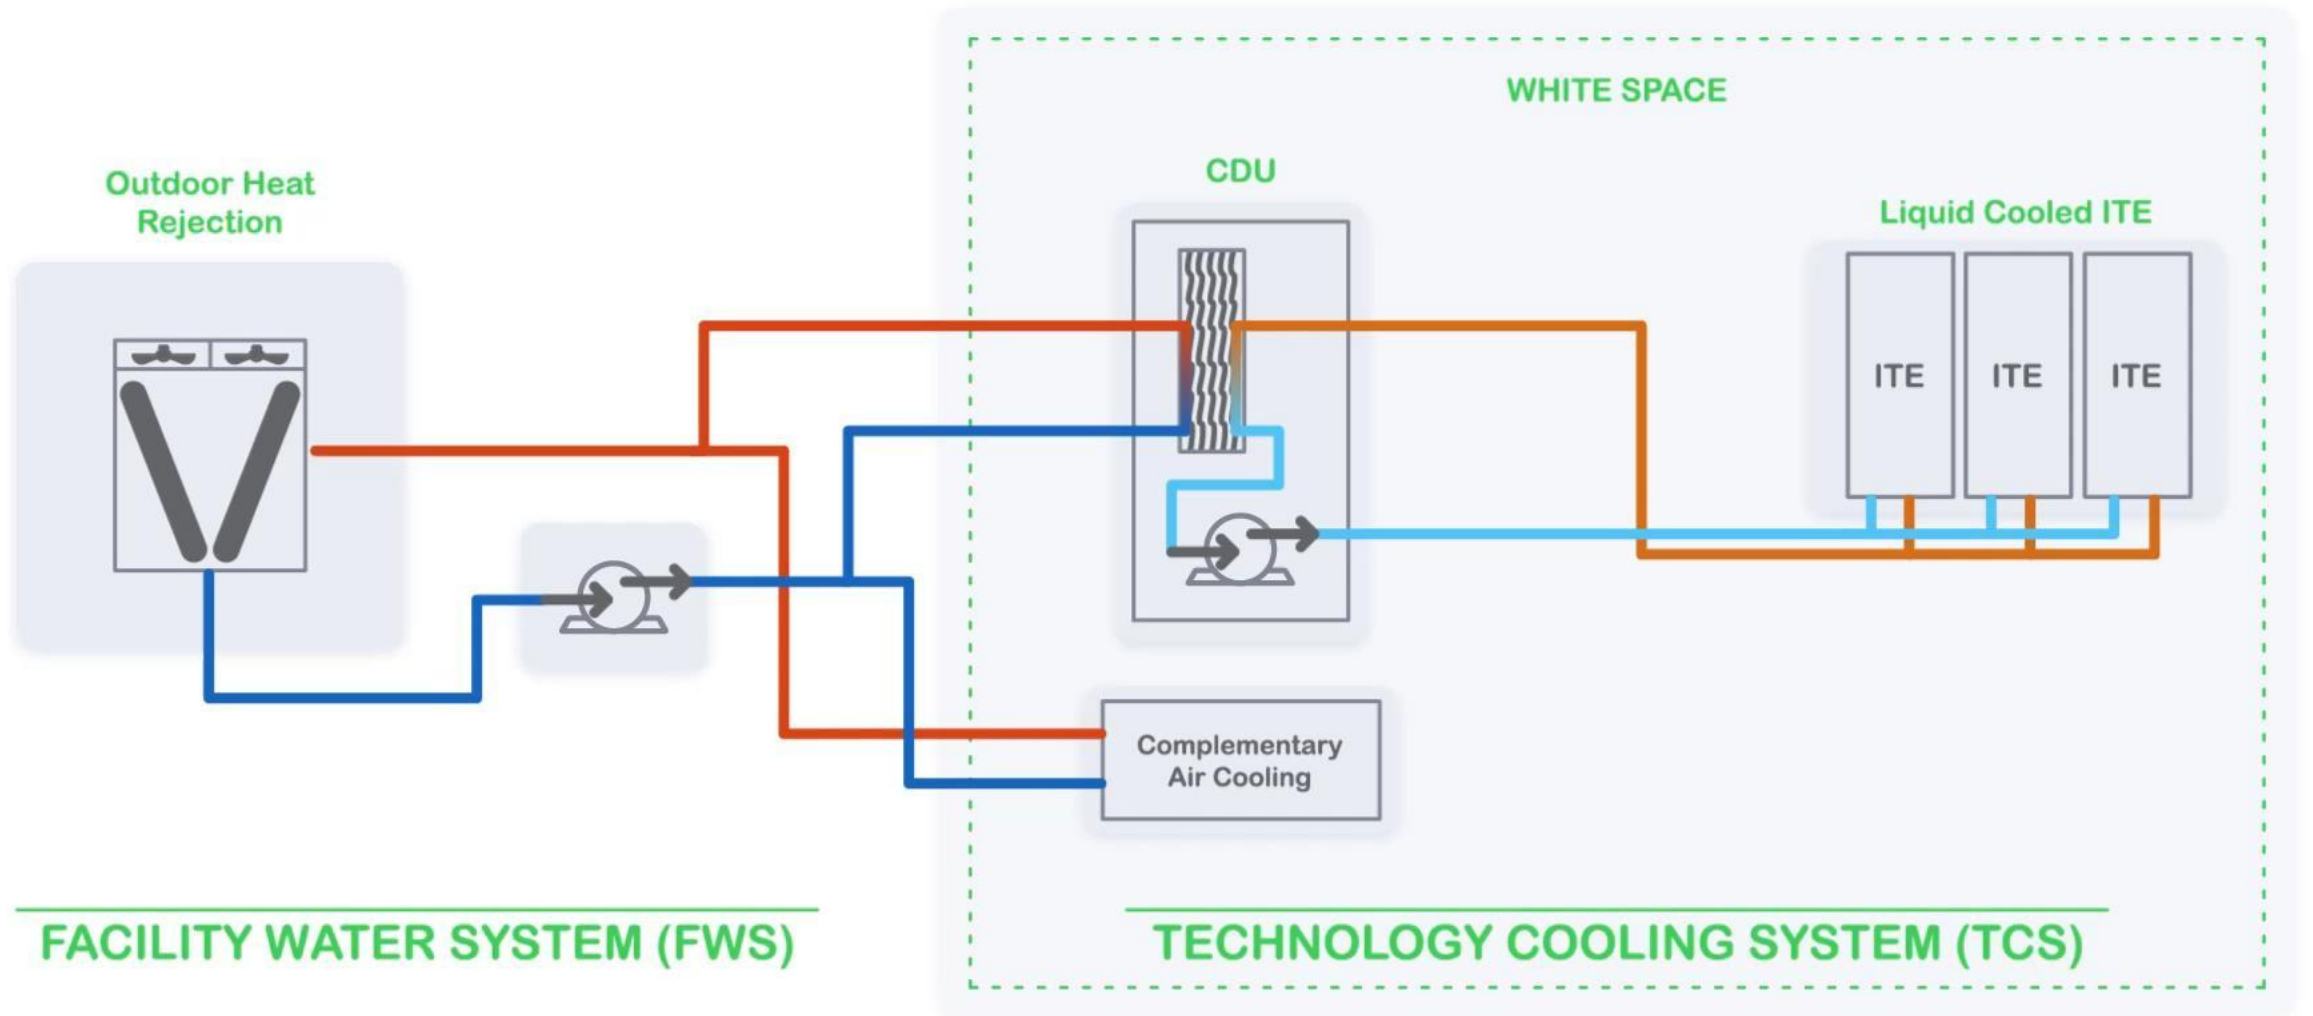 WHITE SPACE
CDU
Outdoor Heat
Rejection
Liquid Cooled ITE
ITE
ITE
ITE
Complementary
Air Cooling
FACILITY WATER SYSTEM (FWS)
TECHNOLOGY COOLING SYSTEM (TCS)